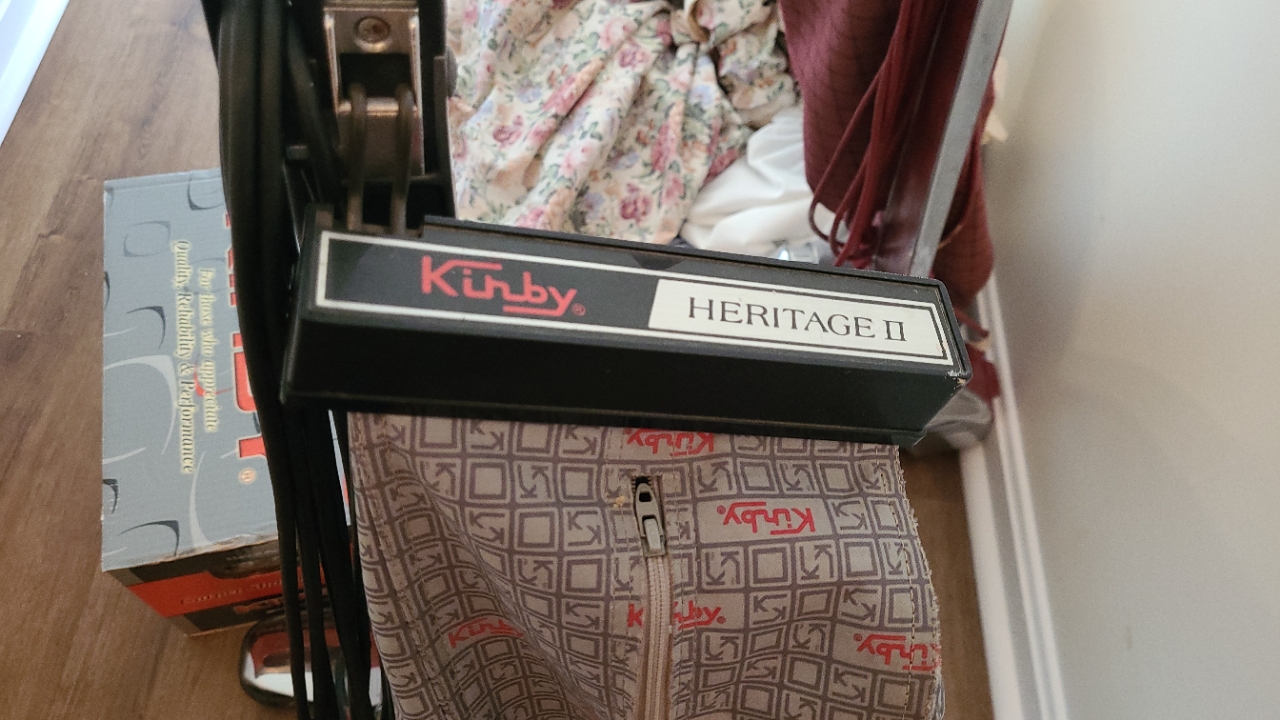 Kirby®
HERITAGE II
For those who appreciate
Quality, Reliability & Performance
Kirby
Kirby®
Kirby®
Kirby
Kirby®